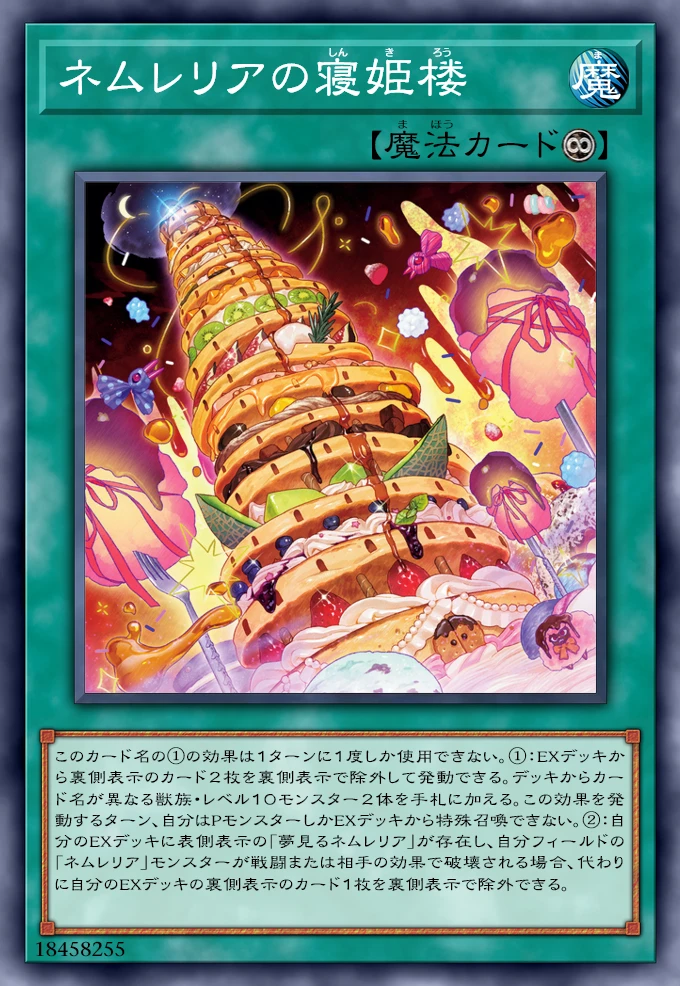 ネムレリアの寝姫楼
しんきろう
魔
ま
【魔法カード】
まほう
このカード名の①の効果は1ターンに1度しか使用できない。①:EXデッキか
ら裏側表示のカード2枚を裏側表示で除外して発動できる。デッキからカー
ド名が異なる獣族・レベル10モンスター2体を手札に加える。この効果を発
動するターン、自分はPモンスターしかEXデッキから特殊召喚できない。②:自
分のEXデッキに表側表示の「夢見るネムレリア」が存在し、自分フィールドの
「ネムレリア」モンスターが戦闘または相手の効果で破壊される場合、代わり
に自分のEXデッキの裏側表示のカード1枚を裏側表示で除外できる。
18458255